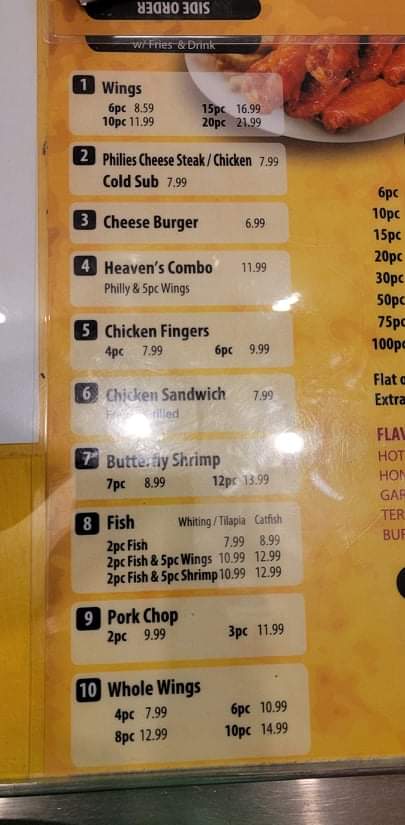 SIDE ORDER
w/ Fries & Drink
1 Wings
6pc 8.59 15pc 16.99
10pc 11.99 20pc 21.99
2 Philies Cheese Steak / Chicken 7.99
Cold Sub 7.99
3 Cheese Burger 6.99
4 Heaven's Combo 11.99
Philly & 5pc Wings
5 Chicken Fingers
4pc 7.99 6pc 9.99
6 Chicken Sandwich 7.99
7 Butterfly Shrimp
7pc 8.99 12pc 13.99
8 Fish Whiting / Tilapia Catfish
2pc Fish 7.99 8.99
2pc Fish & 5pc Wings 10.99 12.99
2pc Fish & 5pc Shrimp 10.99 12.99
9 Pork Chop
2pc 9.99 3pc 11.99
10 Whole Wings
4pc 7.99 6pc 10.99
8pc 12.99 10pc 14.99
6pc
10pc
15pc
20pc
30pc
50pc
75pc
100pc
Flat o
Extra
FLAV
HOT
HON
GAR
TER
BUF